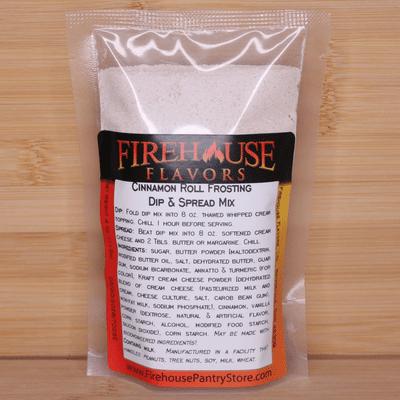 FIREHOUSE
FLAVORS
CINNAMON ROLL FROSTING
DIP & SPREAD MIX
DIP: FOLD DIP MIX INTO 8 OZ. THAWED WHIPPED CREAM
TOPPING. CHILL 1 HOUR BEFORE SERVING.
SPREAD: BEAT DIP MIX INTO 8 OZ. SOFTENED CREAM
CHEESE AND 2 TBLS. BUTTER OR MARGARINE. CHILL.
INGREDIENTS: SUGAR, BUTTER POWDER (MALTODEXTRIN,
MODIFIED BUTTER OIL, SALT, DEHYDRATED BUTTER, GUAR
GUM, SODIUM BICARBONATE, ANNATTO & TURMERIC (FOR
COLOR), KRAFT CREAM CHEESE POWDER (DEHYDRATED
BLEND OF CREAM CHEESE (PASTEURIZED MILK AND
CREAM, CHEESE CULTURE, SALT, CAROB BEAN GUM),
NONFAT MILK, SODIUM PHOSPHATE), CINNAMON, VANILLA
POWDER (DEXTROSE, NATURAL & ARTIFICIAL FLAVOR,
CORN STARCH, ALCOHOL, MODIFIED FOOD STARCH,
SILICON DIOXIDE), CORN STARCH. MAY BE MADE WITH
BIOENGINEERED INGREDIENT(S)
CONTAINS MILK. MANUFACTURED IN A FACILITY THAT
HANDLES PEANUTS, TREE NUTS, SOY, MILK, WHEAT.
www.FirehousePantryStore.com